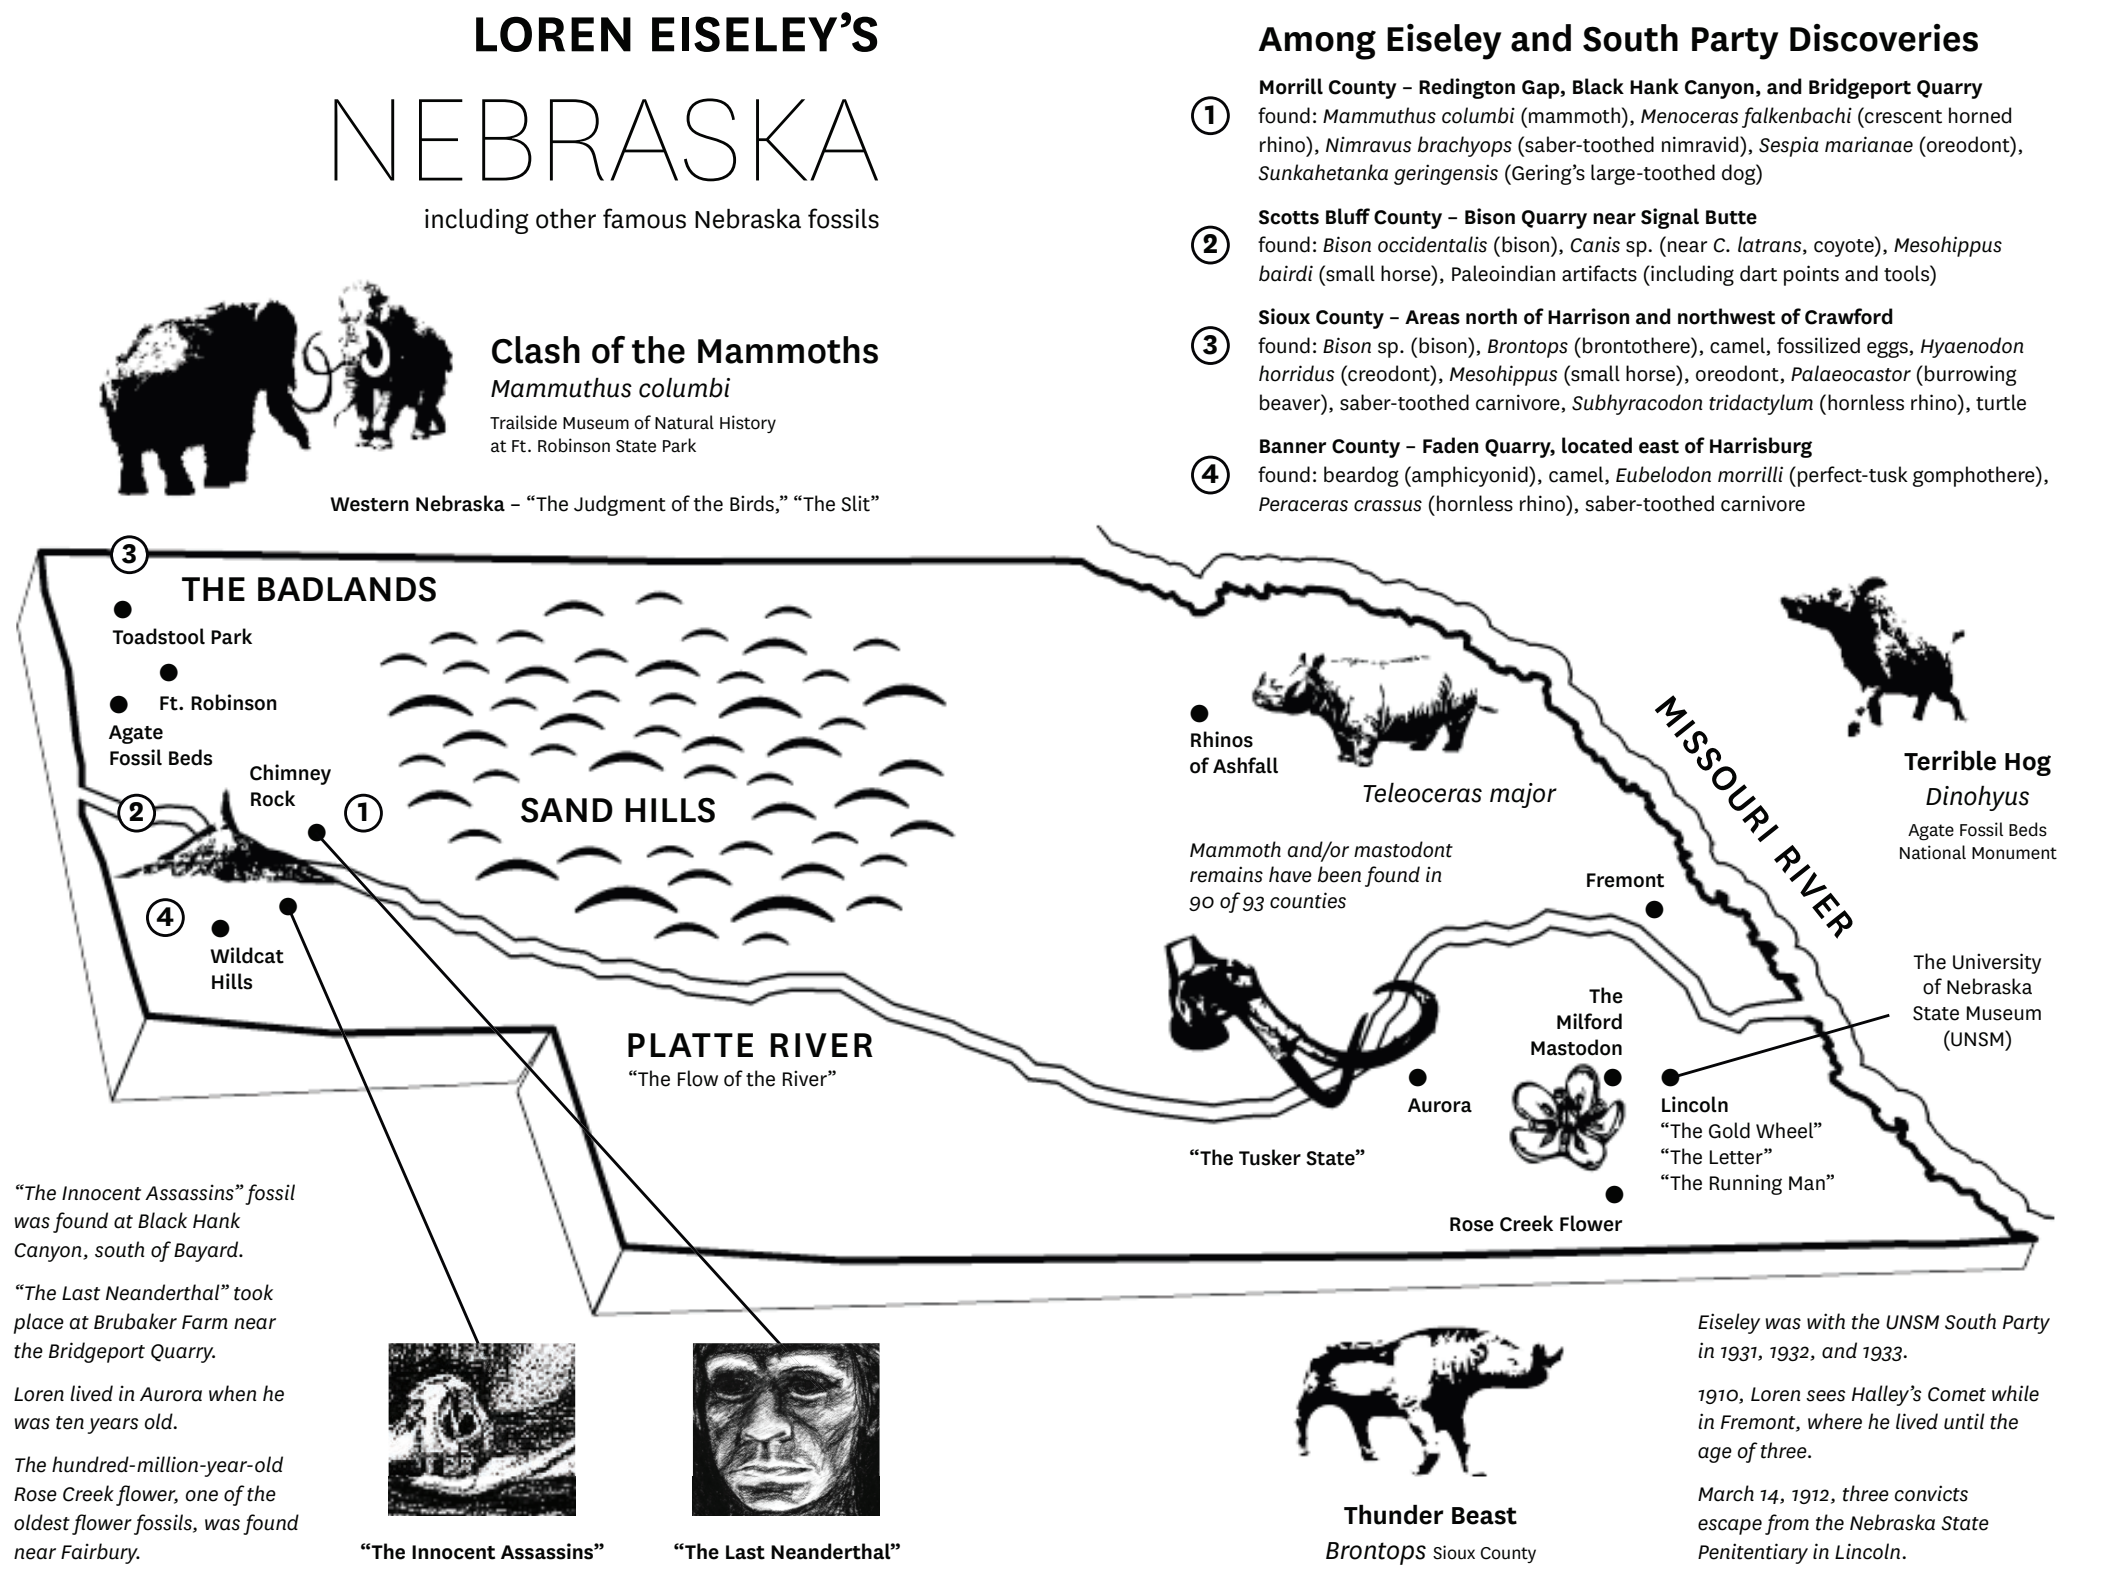 LOREN EISELEY’S
NEBRASKA
including other famous Nebraska fossils
Clash of the Mammoths
Mammuthus columbi
Trailside Museum of Natural History
at Ft. Robinson State Park
Western Nebraska – “The Judgment of the Birds,” “The Slit”
Among Eiseley and South Party Discoveries
1
Morrill County – Redington Gap, Black Hank Canyon, and Bridgeport Quarry
found: Mammuthus columbi (mammoth), Menoceras falkenbachi (crescent horned
rhino), Nimravus brachyops (saber-toothed nimravid), Sespia marianae (oreodont),
Sunkahetanka geringensis (Gering’s large-toothed dog)
2
Scotts Bluff County – Bison Quarry near Signal Butte
found: Bison occidentalis (bison), Canis sp. (near C. latrans, coyote), Mesohippus
bairdi (small horse), Paleoindian artifacts (including dart points and tools)
3
Sioux County – Areas north of Harrison and northwest of Crawford
found: Bison sp. (bison), Brontops (brontothere), camel, fossilized eggs, Hyaenodon
horridus (creodont), Mesohippus (small horse), oreodont, Palaeocastor (burrowing
beaver), saber-toothed carnivore, Subhyracodon tridactylum (hornless rhino), turtle
4
Banner County – Faden Quarry, located east of Harrisburg
found: beardog (amphicyonid), camel, Eubelodon morrilli (perfect-tusk gomphothere),
Peraceras crassus (hornless rhino), saber-toothed carnivore
3
THE BADLANDS
Toadstool Park
Ft. Robinson
Agate
Fossil Beds
Chimney
Rock
2
1
4
Wildcat
Hills
SAND HILLS
PLATTE RIVER
“The Flow of the River”
Rhinos
of Ashfall
Teleoceras major
Mammoth and/or mastodont
remains have been found in
90 of 93 counties
MISSOURI RIVER
Terrible Hog
Dinohyus
Agate Fossil Beds
National Monument
Fremont
The University
of Nebraska
State Museum
(UNSM)
The
Milford
Mastodon
Aurora
“The Tusker State”
Lincoln
“The Gold Wheel”
“The Letter”
“The Running Man”
Rose Creek Flower
“The Innocent Assassins” fossil
was found at Black Hank
Canyon, south of Bayard.
“The Last Neanderthal” took
place at Brubaker Farm near
the Bridgeport Quarry.
Loren lived in Aurora when he
was ten years old.
The hundred-million-year-old
Rose Creek flower, one of the
oldest flower fossils, was found
near Fairbury.
“The Innocent Assassins”
“The Last Neanderthal”
Thunder Beast
Brontops Sioux County
Eiseley was with the UNSM South Party
in 1931, 1932, and 1933.
1910, Loren sees Halley’s Comet while
in Fremont, where he lived until the
age of three.
March 14, 1912, three convicts
escape from the Nebraska State
Penitentiary in Lincoln.